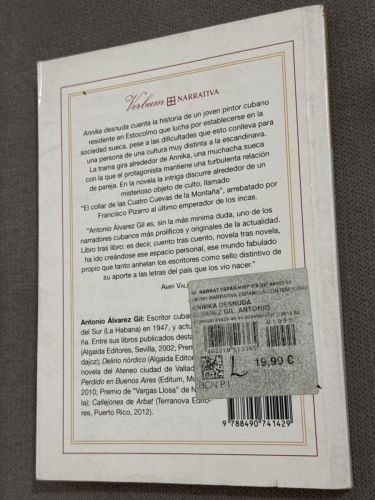 Verbum NARRATIVA
Annika desnuda cuenta la historia de un joven pintor cubano
residente en Estocolmo que lucha por establecerse en la
sociedad sueca, pese a las dificultades que esto conlleva para
una persona de una cultura muy distinta a la escandinava.
La trama gira alrededor de Annika, una muchacha sueca
con la que el protagonista mantiene una turbulenta relación
de pareja. En la novela la intriga discurre alrededor de un
misterioso objeto de culto, llamado
“El collar de las Cuatro Cuevas de la Montaña”, arrebatado por
Francisco Pizarro al último emperador de los incas.
“Antonio Álvarez Gil es, sin la más mínima duda, uno de los
narradores cubanos más prolíficos y originales de la actualidad.
Libro tras libro: es decir, cuento tras cuento, novela tras novela,
ha ido creándose ese espacio personal, ese mundo fabulado
propio que tanto anhelan los escritores como sello distintivo de
su aporte a las letras del país que los vio nacer.”
AMIR
Antonio Álvarez Gil: Escritor cubano
del Sur (La Habana) en 1947, y actu
ña. Entre sus libros publicados desta
(Algaida Editores, Sevilla, 2002; Prem
dajoz); Delirio nórdico (Algaida Editore
novela del Ateneo ciudad de Vallad
Perdido en Buenos Aires (Editum, Mu
2010; Premio de “Vargas Llosa” de N
la); Callejones de Arbat (Terranova Edito-
res, Puerto Rico, 2012).
ANNIKA DESNUDA
ALVAREZ GIL, ANTONIO
19,99 €
BCN P1
9 788490 741429